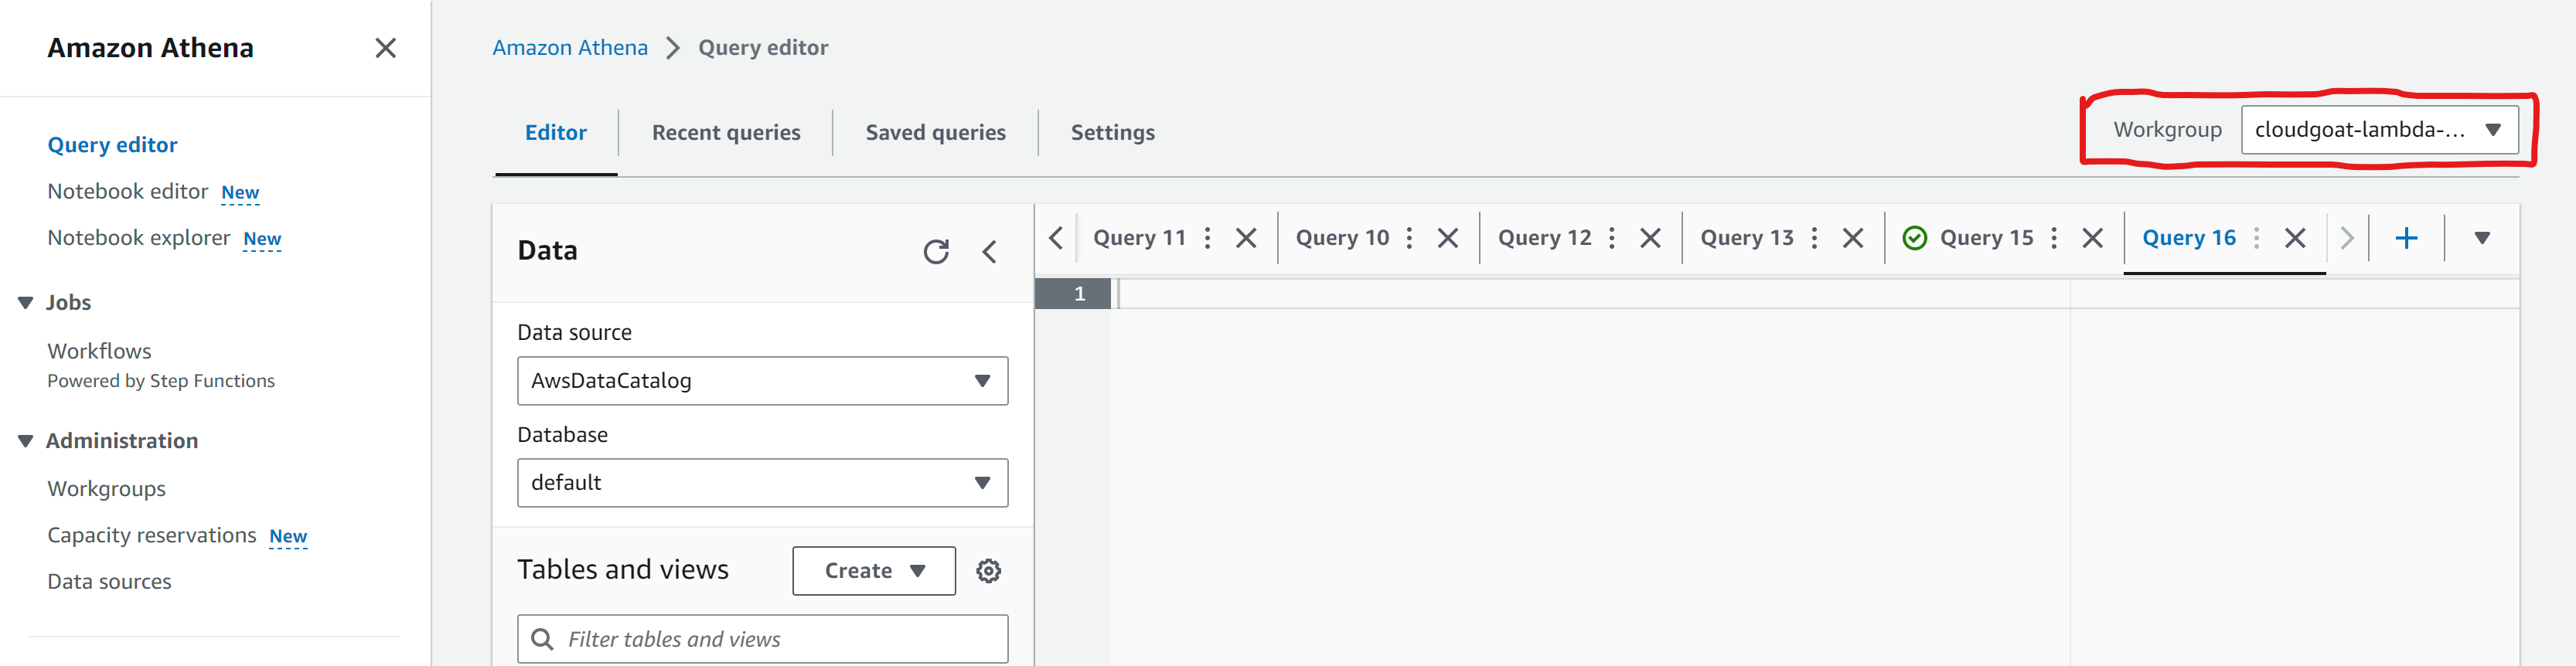 Amazon Athena
Query editor
Notebook editor New
Notebook explorer New
Jobs
Workflows
Powered by Step Functions
Administration
Workgroups
Capacity reservations New
Data sources
Amazon Athena Query editor
Editor Recent queries Saved queries Settings
Workgroup cloudgoat-lambda-...
Data
Data source
AwsDataCatalog
Database
default
Tables and views Create
Filter tables and views
Query 11 Query 10 Query 12 Query 13 Query 15 Query 16
1